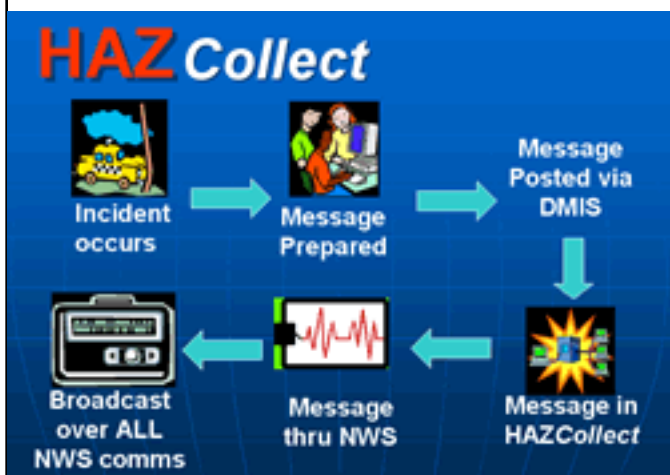 HAZ Collect
Incident
occurs
Message
Prepared
Message
Posted via
DMIS
Message in
HAZCollect
Message
thru NWS
Broadcast
over ALL
NWS comms